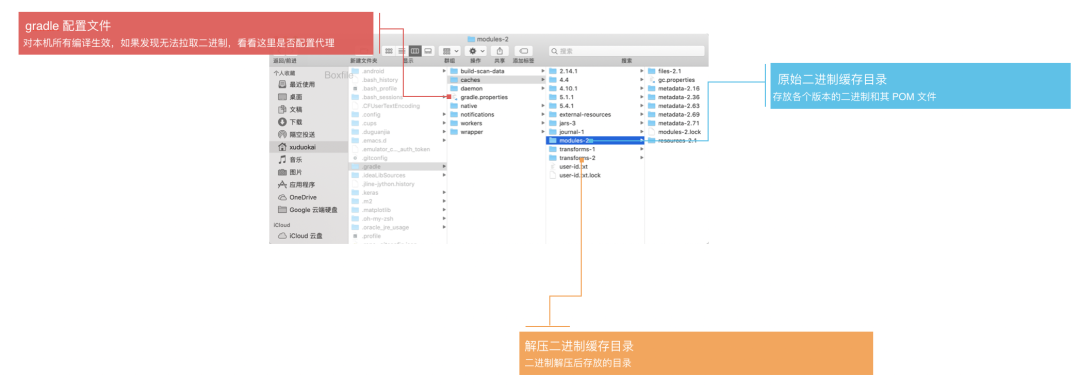 gradle 配置文件
对本机所有编译生效，如果发现无法拉取二进制，看看这里是否配置代理
modules-2
搜索
返回/前进
新建文件夹
显示
群组
操作
共享
添加标签
搜索
个人收藏
最近使用
桌面
文稿
下载
隔空投送
xuduokai
音乐
图片
应用程序
OneDrive
Google 云端硬盘
iCloud
iCloud 云盘
Boxfile
.android
.bash_history
.bash_profile
.bash_sessions
.CFUserTextEncoding
.config
.cups
.duguanjia
.emacs.d
.emulator_c..._auth_token
.gitconfig
.gradle
.ideaLibSources
.jline-jython.history
.keras
.m2
.matplotlib
.oh-my-zsh
.oracle_jre_usage
.profile
build-scan-data
caches
daemon
gradle.properties
native
notifications
workers
wrapper
2.14.1
4.4
4.10.1
5.1.1
5.4.1
external-resources
jars-3
journal-1
modules-2
transforms-1
transforms-2
user-id.txt
user-id.txt.lock
files-2.1
gc.properties
metadata-2.16
metadata-2.36
metadata-2.63
metadata-2.69
metadata-2.71
modules-2.lock
resources-2.1
原始二进制缓存目录
存放各个版本的二进制和其 POM 文件
解压二进制缓存目录
二进制解压后存放的目录